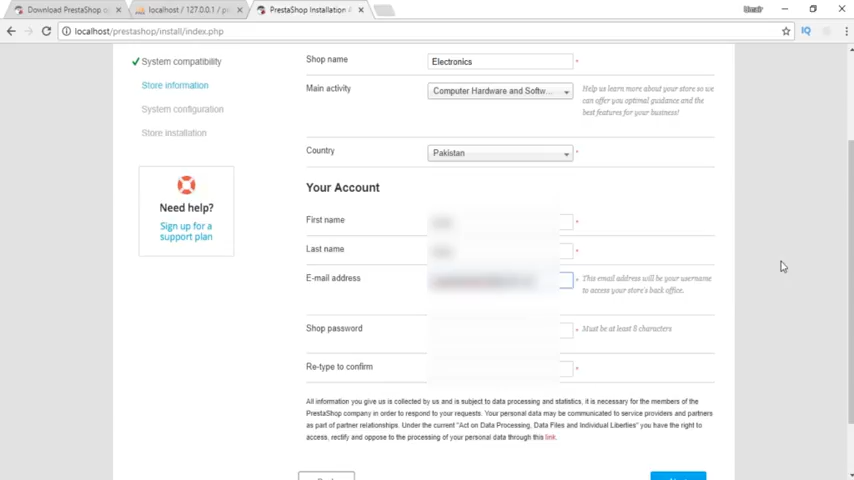 Download PrestaShop o
localhost / 127.0.0.1 / p
PrestaShop Installation A
localhost/prestashop/install/index.php
IQ
System compatibility
Store information
System configuration
Store installation
Need help?
Sign up for a
support plan
Shop name
Electronics
*
Main activity
Computer Hardware and Softw...
Help us learn more about your store so we
can offer you optimal guidance and the
best features for your business!
Country
Pakistan
*
Your Account
First name
*
Last name
*
E-mail address
* This email address will be your username
to access your store's back office.
Shop password
* Must be at least 8 characters
Re-type to confirm
*
All information you give us is collected by us and is subject to data processing and statistics, it is necessary for the members of the
PrestaShop company in order to respond to your requests. Your personal data may be communicated to service providers and partners
as part of partner relationships. Under the current "Act on Data Processing, Data Files and Individual Liberties" you have the right to
access, rectify and oppose to the processing of your personal data through this link.